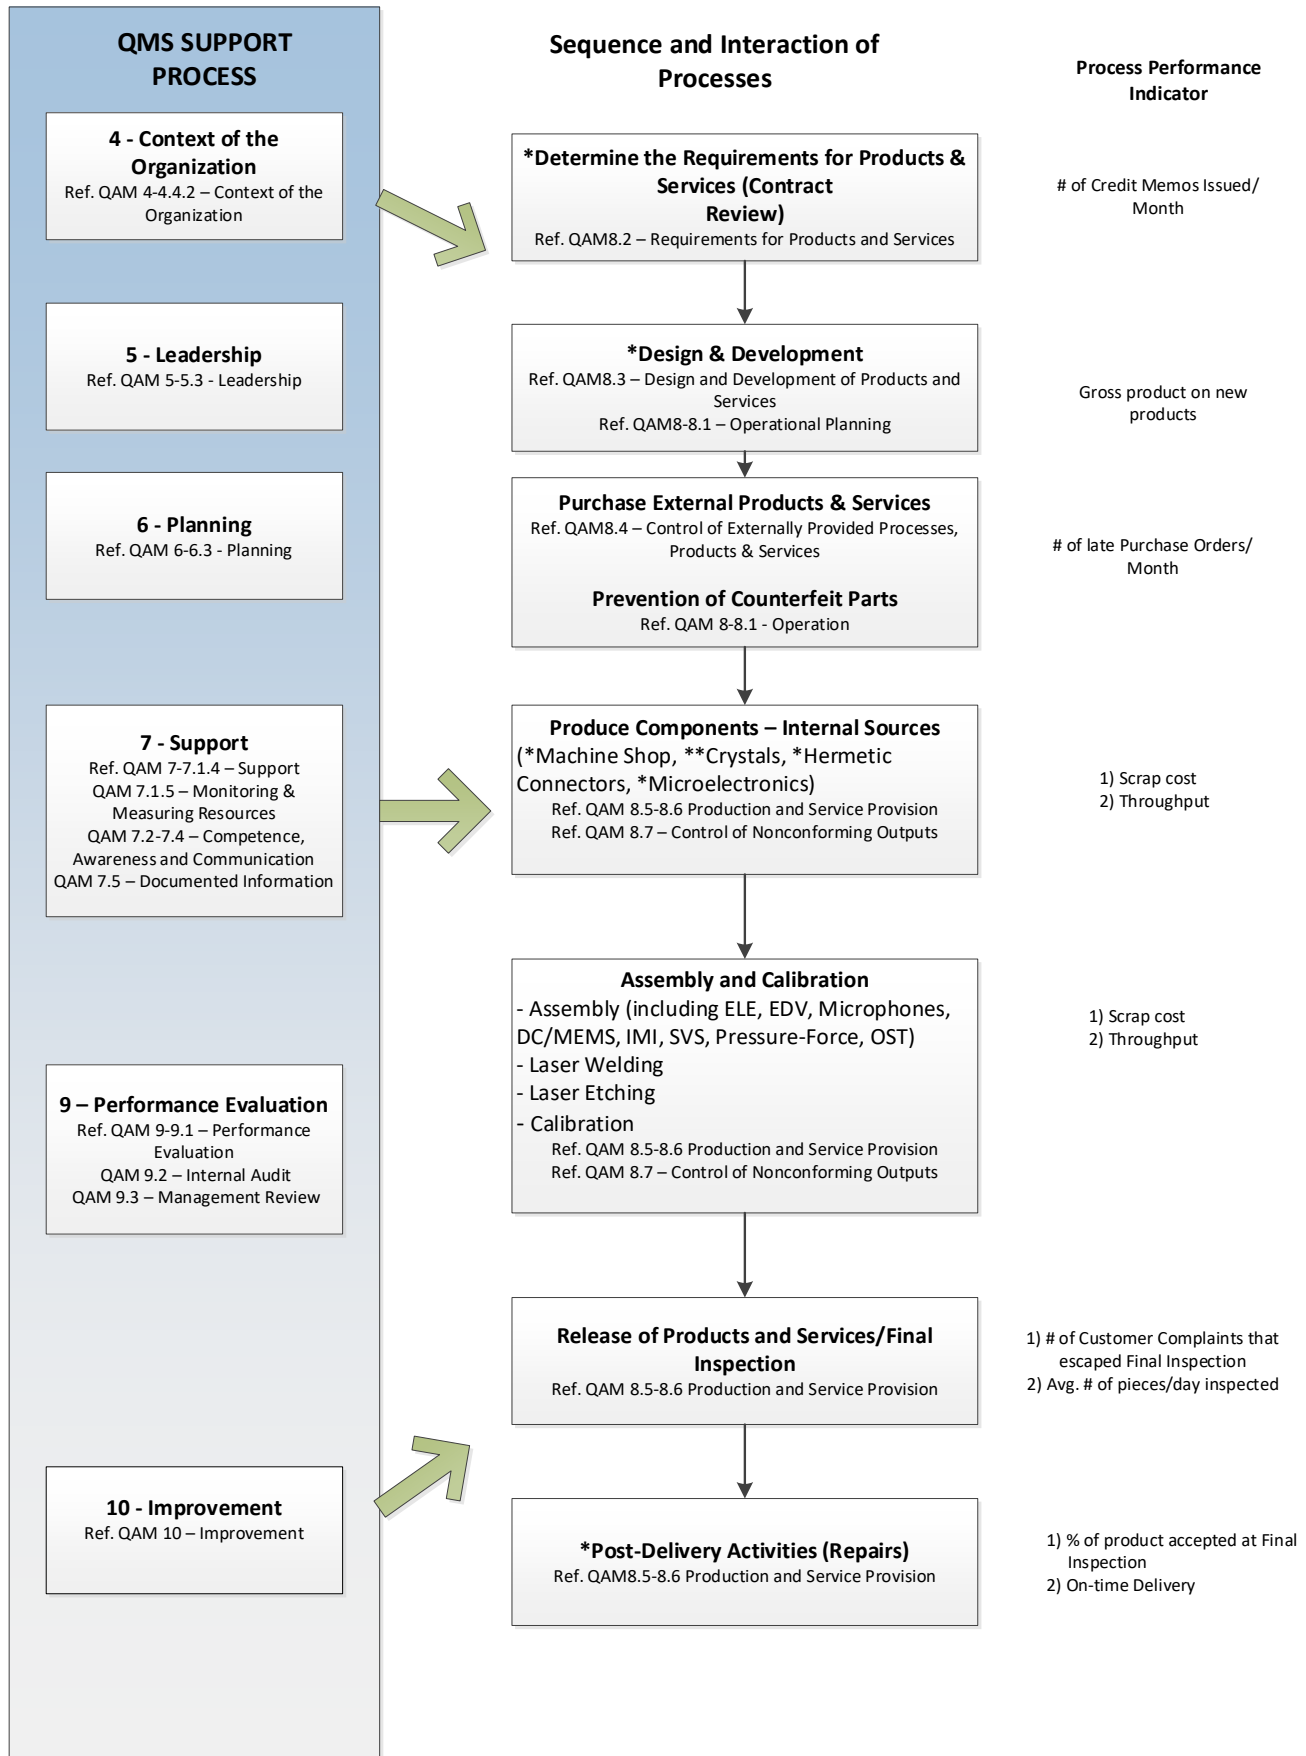 QMS SUPPORT
PROCESS
4 - Context of the
Organization
Ref. QAM 4-4.4.2 – Context of the
Organization
5 - Leadership
Ref. QAM 5-5.3 - Leadership
6 - Planning
Ref. QAM 6-6.3 - Planning
7 - Support
Ref. QAM 7-7.1.4 – Support
QAM 7.1.5 – Monitoring &
Measuring Resources
QAM 7.2-7.4 – Competence,
Awareness and Communication
QAM 7.5 – Documented Information
9 – Performance Evaluation
Ref. QAM 9-9.1 – Performance
Evaluation
QAM 9.2 – Internal Audit
QAM 9.3 – Management Review
10 - Improvement
Ref. QAM 10 – Improvement
Sequence and Interaction of
Processes
*Determine the Requirements for Products &
Services (Contract
Review)
Ref. QAM8.2 – Requirements for Products and Services
*Design & Development
Ref. QAM8.3 – Design and Development of Products and
Services
Ref. QAM8-8.1 – Operational Planning
Purchase External Products & Services
Ref. QAM8.4 – Control of Externally Provided Processes,
Products & Services
Prevention of Counterfeit Parts
Ref. QAM 8-8.1 - Operation
Produce Components – Internal Sources
(*Machine Shop, **Crystals, *Hermetic
Connectors, *Microelectronics)
Ref. QAM 8.5-8.6 Production and Service Provision
Ref. QAM 8.7 – Control of Nonconforming Outputs
Assembly and Calibration
- Assembly (including ELE, EDV, Microphones,
DC/MEMS, IMI, SVS, Pressure-Force, OST)
- Laser Welding
- Laser Etching
- Calibration
Ref. QAM 8.5-8.6 Production and Service Provision
Ref. QAM 8.7 – Control of Nonconforming Outputs
Release of Products and Services/Final
Inspection
Ref. QAM 8.5-8.6 Production and Service Provision
*Post-Delivery Activities (Repairs)
Ref. QAM8.5-8.6 Production and Service Provision
Process Performance
Indicator
# of Credit Memos Issued/
Month
Gross product on new
products
# of late Purchase Orders/
Month
1) Scrap cost
2) Throughput
1) Scrap cost
2) Throughput
1) # of Customer Complaints that
escaped Final Inspection
2) Avg. # of pieces/day inspected
1) % of product accepted at Final
Inspection
2) On-time Delivery